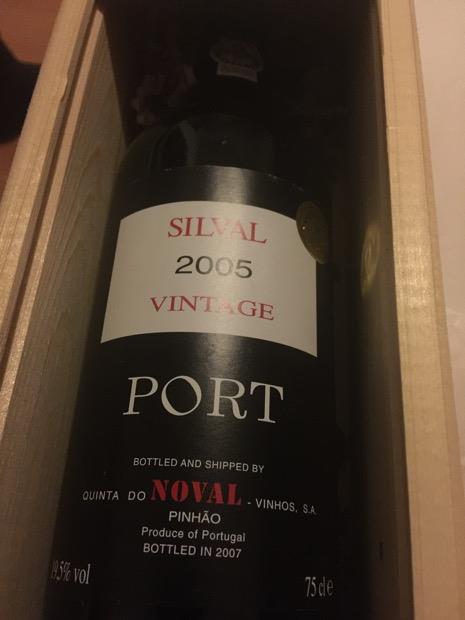 SILVAL
2005
VINTAGE
PORT
BOTTLED AND SHIPPED BY
QUINTA DO NOVAL - VINHOS, S.A.
PINHÃO
Produce of Portugal
BOTTLED IN 2007
19.5% vol
75 cl e